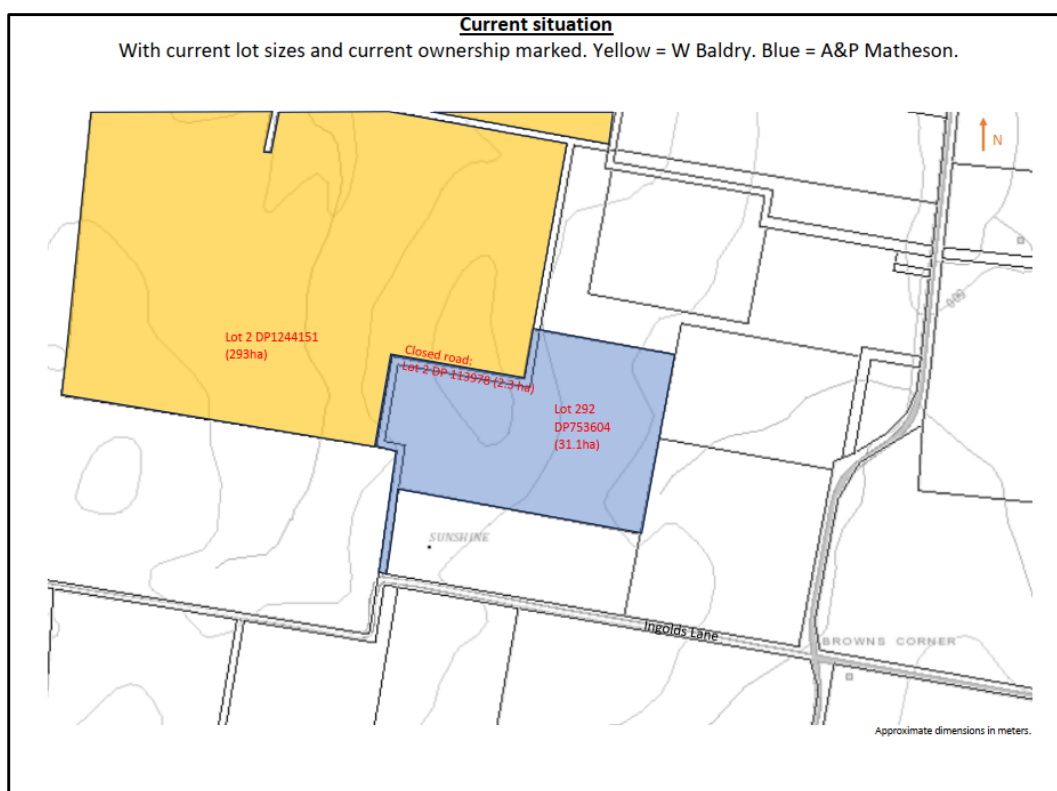 Current situation
With current lot sizes and current ownership marked. Yellow = W Baldry. Blue = A&P Matheson.
N
Lot 2 DP1244151
(293ha)
Closed road:
Lot 2 DP 113978 (2.3 ha)
Lot 292
DP753604
(31.1ha)
SUNSHINE
Ingolds Lane
BROWNS CORNER
Approximate dimensions in meters.